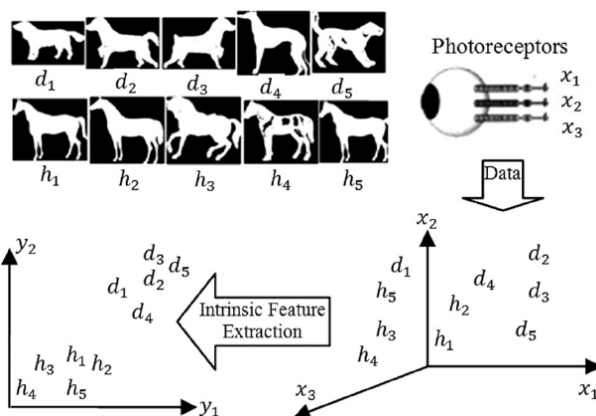 d₁ d₂ d₃ d₄ d₅
h₁ h₂ h₃ h₄ h₅
Photoreceptors
x₁
x₂
x₃
Data
y₂
d₃
d₁ d₂ d₅
d₄
h₃ h₁ h₂
h₄ h₅
y₁
Intrinsic Feature
Extraction
x₂
d₁ d₂
h₅ d₄ d₃
h₂
h₃ d₅
h₄ h₁
x₃
x₁